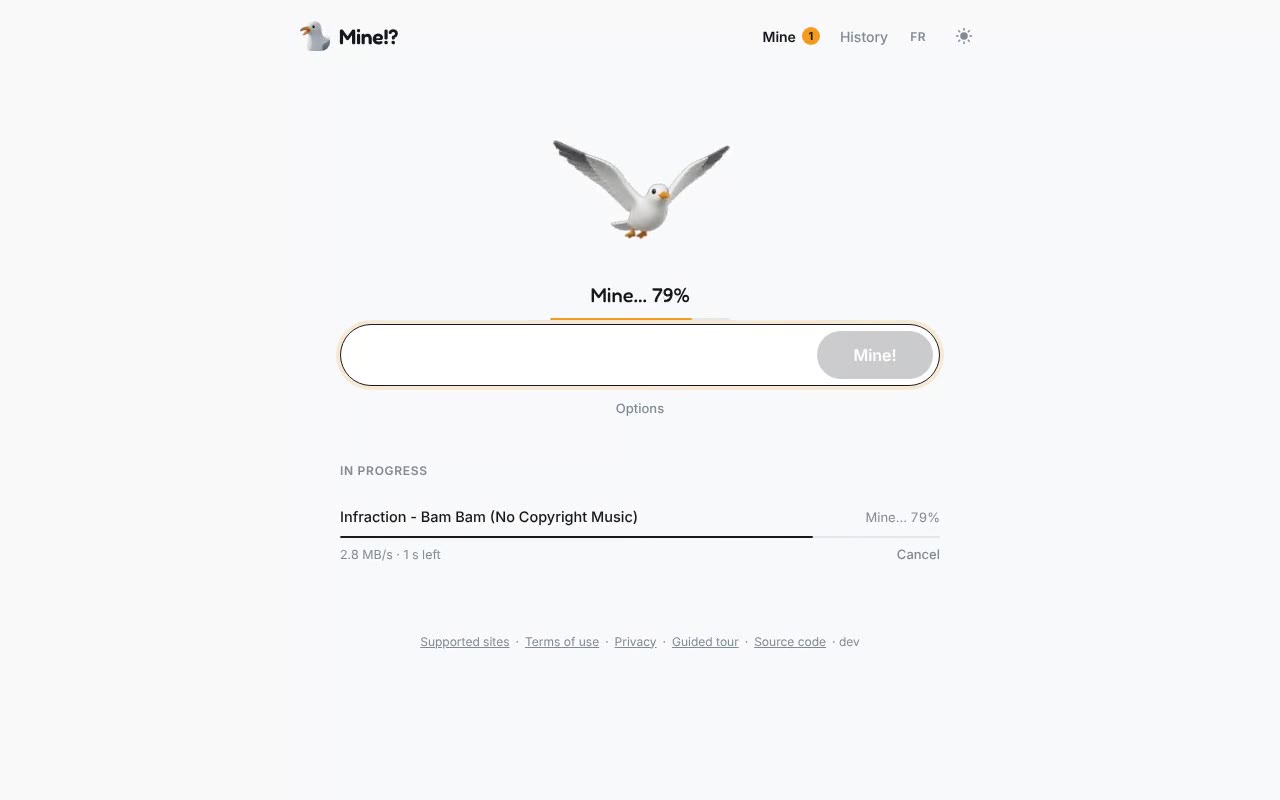 Mine!?
Mine 1 History FR
Mine... 79%
Mine!
Options
IN PROGRESS
Infraction - Bam Bam (No Copyright Music) Mine... 79%
2.8 MB/s · 1 s left Cancel
Supported sites · Terms of use · Privacy · Guided tour · Source code · dev